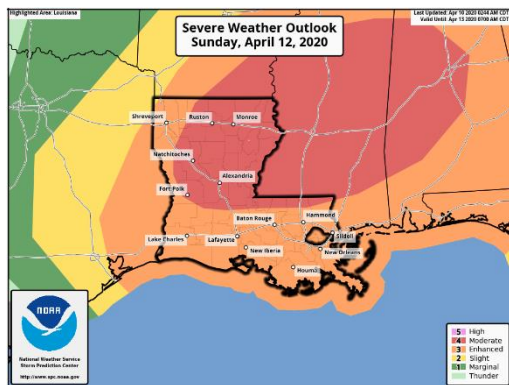 Highlighted Area: Louisiana
Last Updated: Apr 10 2020 02:44 AM CDT
Valid Until: Apr 13 2020 07:00 AM CDT
Severe Weather Outlook
Sunday, April 12, 2020
Shreveport
Ruston
Monroe
Natchitoches
Alexandria
Fort Polk
Baton Rouge
Hammond
Slidell
Lake Charles
Lafayette
New Orleans
New Iberia
Houma
NOAA
National Weather Service
Storm Prediction Center
http://www.spc.noaa.gov
5 High
4 Moderate
3 Enhanced
2 Slight
1 Marginal
Thunder